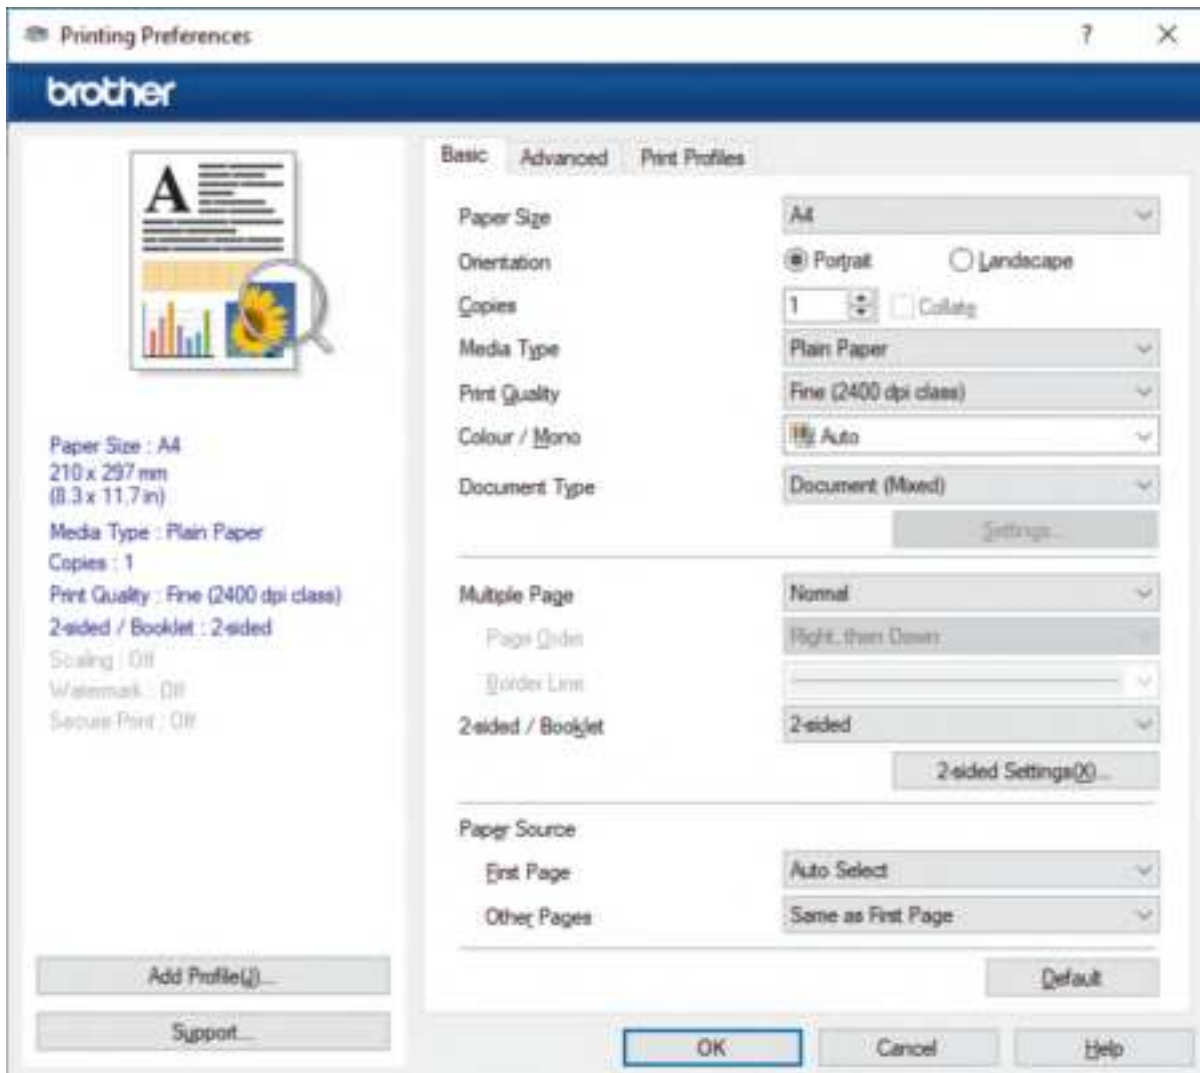 Printing Preferences ? ×
brother
A
Paper Size : A4
210 x 297 mm
(8.3 x 11.7 in)
Media Type : Plain Paper
Copies : 1
Print Quality : Fine (2400 dpi class)
2-sided / Booklet : 2-sided
Scaling : Off
Watermark : Off
Secure Print : Off
Add Profile(J)...
Support...
Basic Advanced Print Profiles
Paper Size A4
Orientation Portrait Landscape
Copies 1 Collate
Media Type Plain Paper
Print Quality Fine (2400 dpi class)
Colour / Mono Auto
Document Type Document (Mixed)
Settings...
Multiple Page Normal
Page Order Right, then Down
Border Line
2-sided / Booklet 2-sided
2-sided Settings(X)...
Paper Source
First Page Auto Select
Other Pages Same as First Page
Default
OK Cancel Help